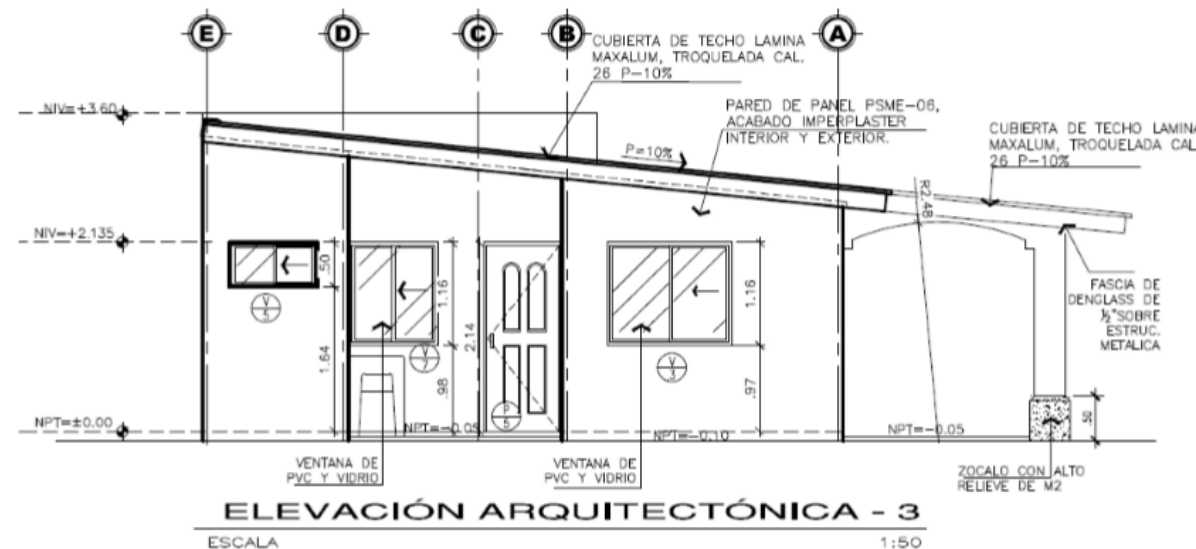 E
D
C
B
A
CUBIERTA DE TECHO LAMINA
MAXALUM, TROQUELADA CAL.
26 P-10%
NIV=+3.60
PARED DE PANEL PSME-06,
ACABADO IMPERPLASTER
INTERIOR Y EXTERIOR.
CUBIERTA DE TECHO LAMINA
MAXALUM, TROQUELADA CAL.
26 P-10%
P=10%
R2.48
NIV=+2.135
.50
V
5
1.64
1.16
V
7
.98
2.14
P
5
1.16
V
3
.97
FASCIA DE
DENGLASS DE
½"SOBRE
ESTRUC.
METALICA
.50
NPT=±0.00
NPT=-0.05
NPT=-0.10
NPT=-0.05
VENTANA DE
PVC Y VIDRIO
VENTANA DE
PVC Y VIDRIO
ZOCALO CON ALTO
RELIEVE DE M2
ELEVACIÓN ARQUITECTÓNICA - 3
ESCALA 1:50